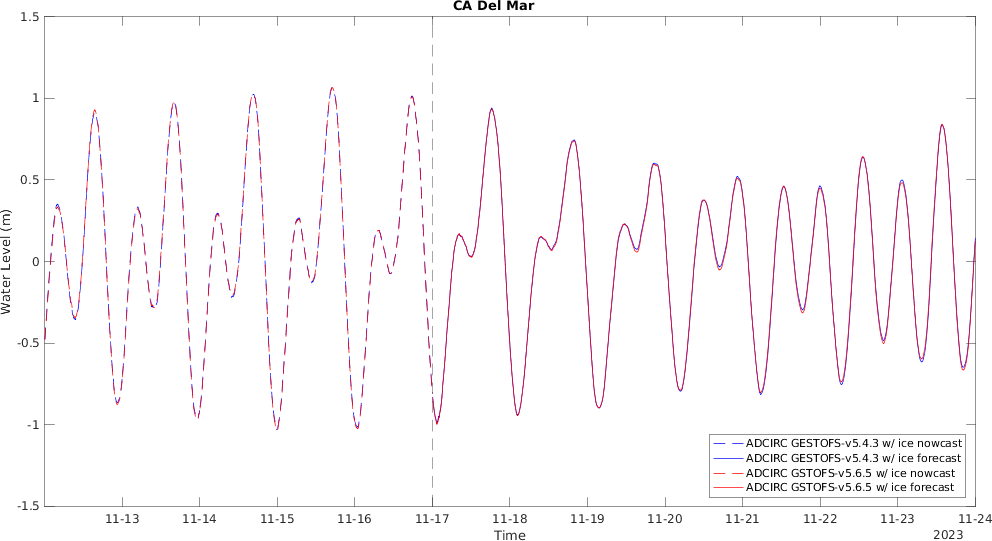 CA Del Mar
1.5
1
0.5
0
-0.5
-1
-1.5
Water Level (m)
ADCIRC GESTOFS-v5.4.3 w/ ice nowcast
ADCIRC GESTOFS-v5.4.3 w/ ice forecast
ADCIRC GSTOFS-v5.6.5 w/ ice nowcast
ADCIRC GSTOFS-v5.6.5 w/ ice forecast
11-13 11-14 11-15 11-16 11-17 11-18 11-19 11-20 11-21 11-22 11-23 11-24
Time
2023